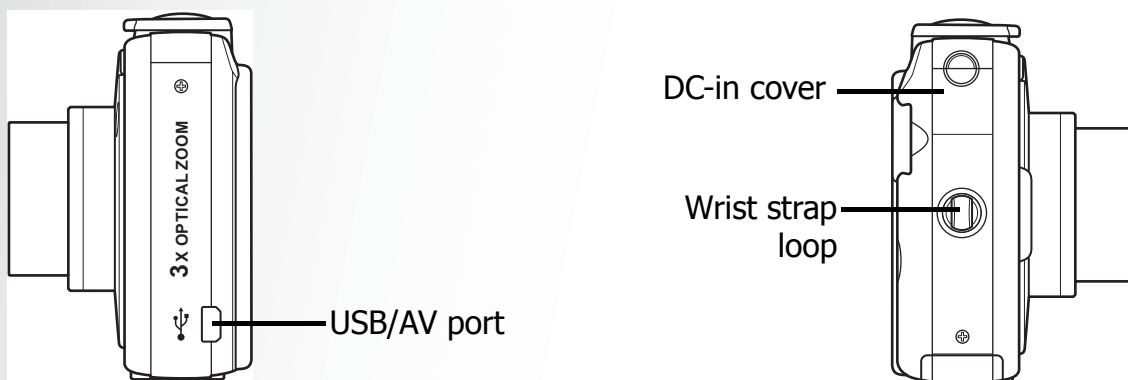 3X OPTICAL ZOOM
USB/AV port
DC-in cover
Wrist strap
loop